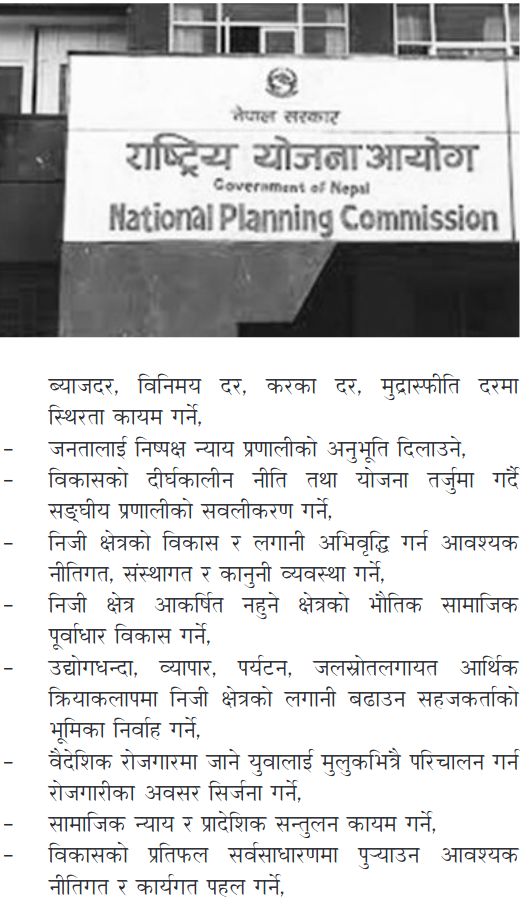 नेपाल सरकार
राष्ट्रिय योजना आयोग
Government of Nepal
National Planning Commission
ब्याजदर, विनिमय दर, करका दर, मुद्रास्फीति दरमा
स्थिरता कायम गर्ने,
– जनतालाई निष्पक्ष न्याय प्रणालीको अनुभूति दिलाउने,
– विकासको दीर्घकालीन नीति तथा योजना तर्जुमा गर्दै
सङ्घीय प्रणालीको सवलीकरण गर्ने,
– निजी क्षेत्रको विकास र लगानी अभिवृद्धि गर्न आवश्यक
नीतिगत, संस्थागत र कानुनी व्यवस्था गर्ने,
– निजी क्षेत्र आकर्षित नहुने क्षेत्रको भौतिक सामाजिक
पूर्वाधार विकास गर्ने,
– उद्योगधन्दा, व्यापार, पर्यटन, जलस्रोतलगायत आर्थिक
क्रियाकलापमा निजी क्षेत्रको लगानी बढाउन सहजकर्ताको
भूमिका निर्वाह गर्ने,
– वैदेशिक रोजगारमा जाने युवालाई मुलुकभित्रै परिचालन गर्न
रोजगारीका अवसर सिर्जना गर्ने,
– सामाजिक न्याय र प्रादेशिक सन्तुलन कायम गर्ने,
– विकासको प्रतिफल सर्वसाधारणमा पुऱ्याउन आवश्यक
नीतिगत र कार्यगत पहल गर्ने,